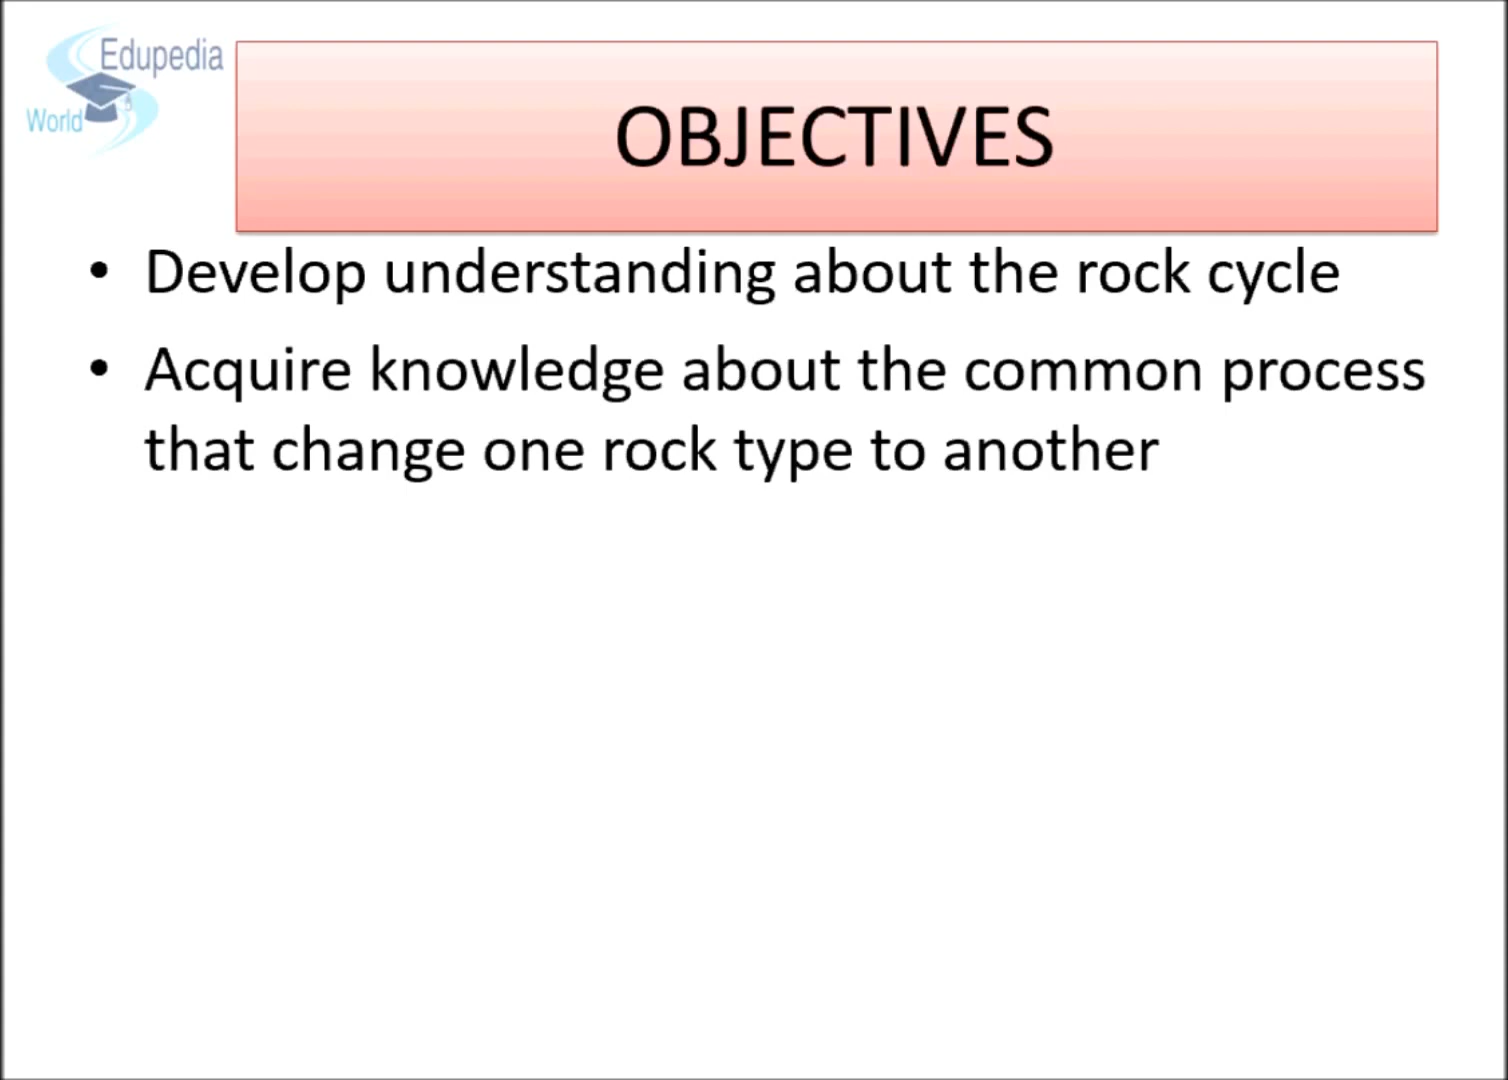 Edupedia
World
OBJECTIVES
• Develop understanding about the rock cycle
• Acquire knowledge about the common process
that change one rock type to another